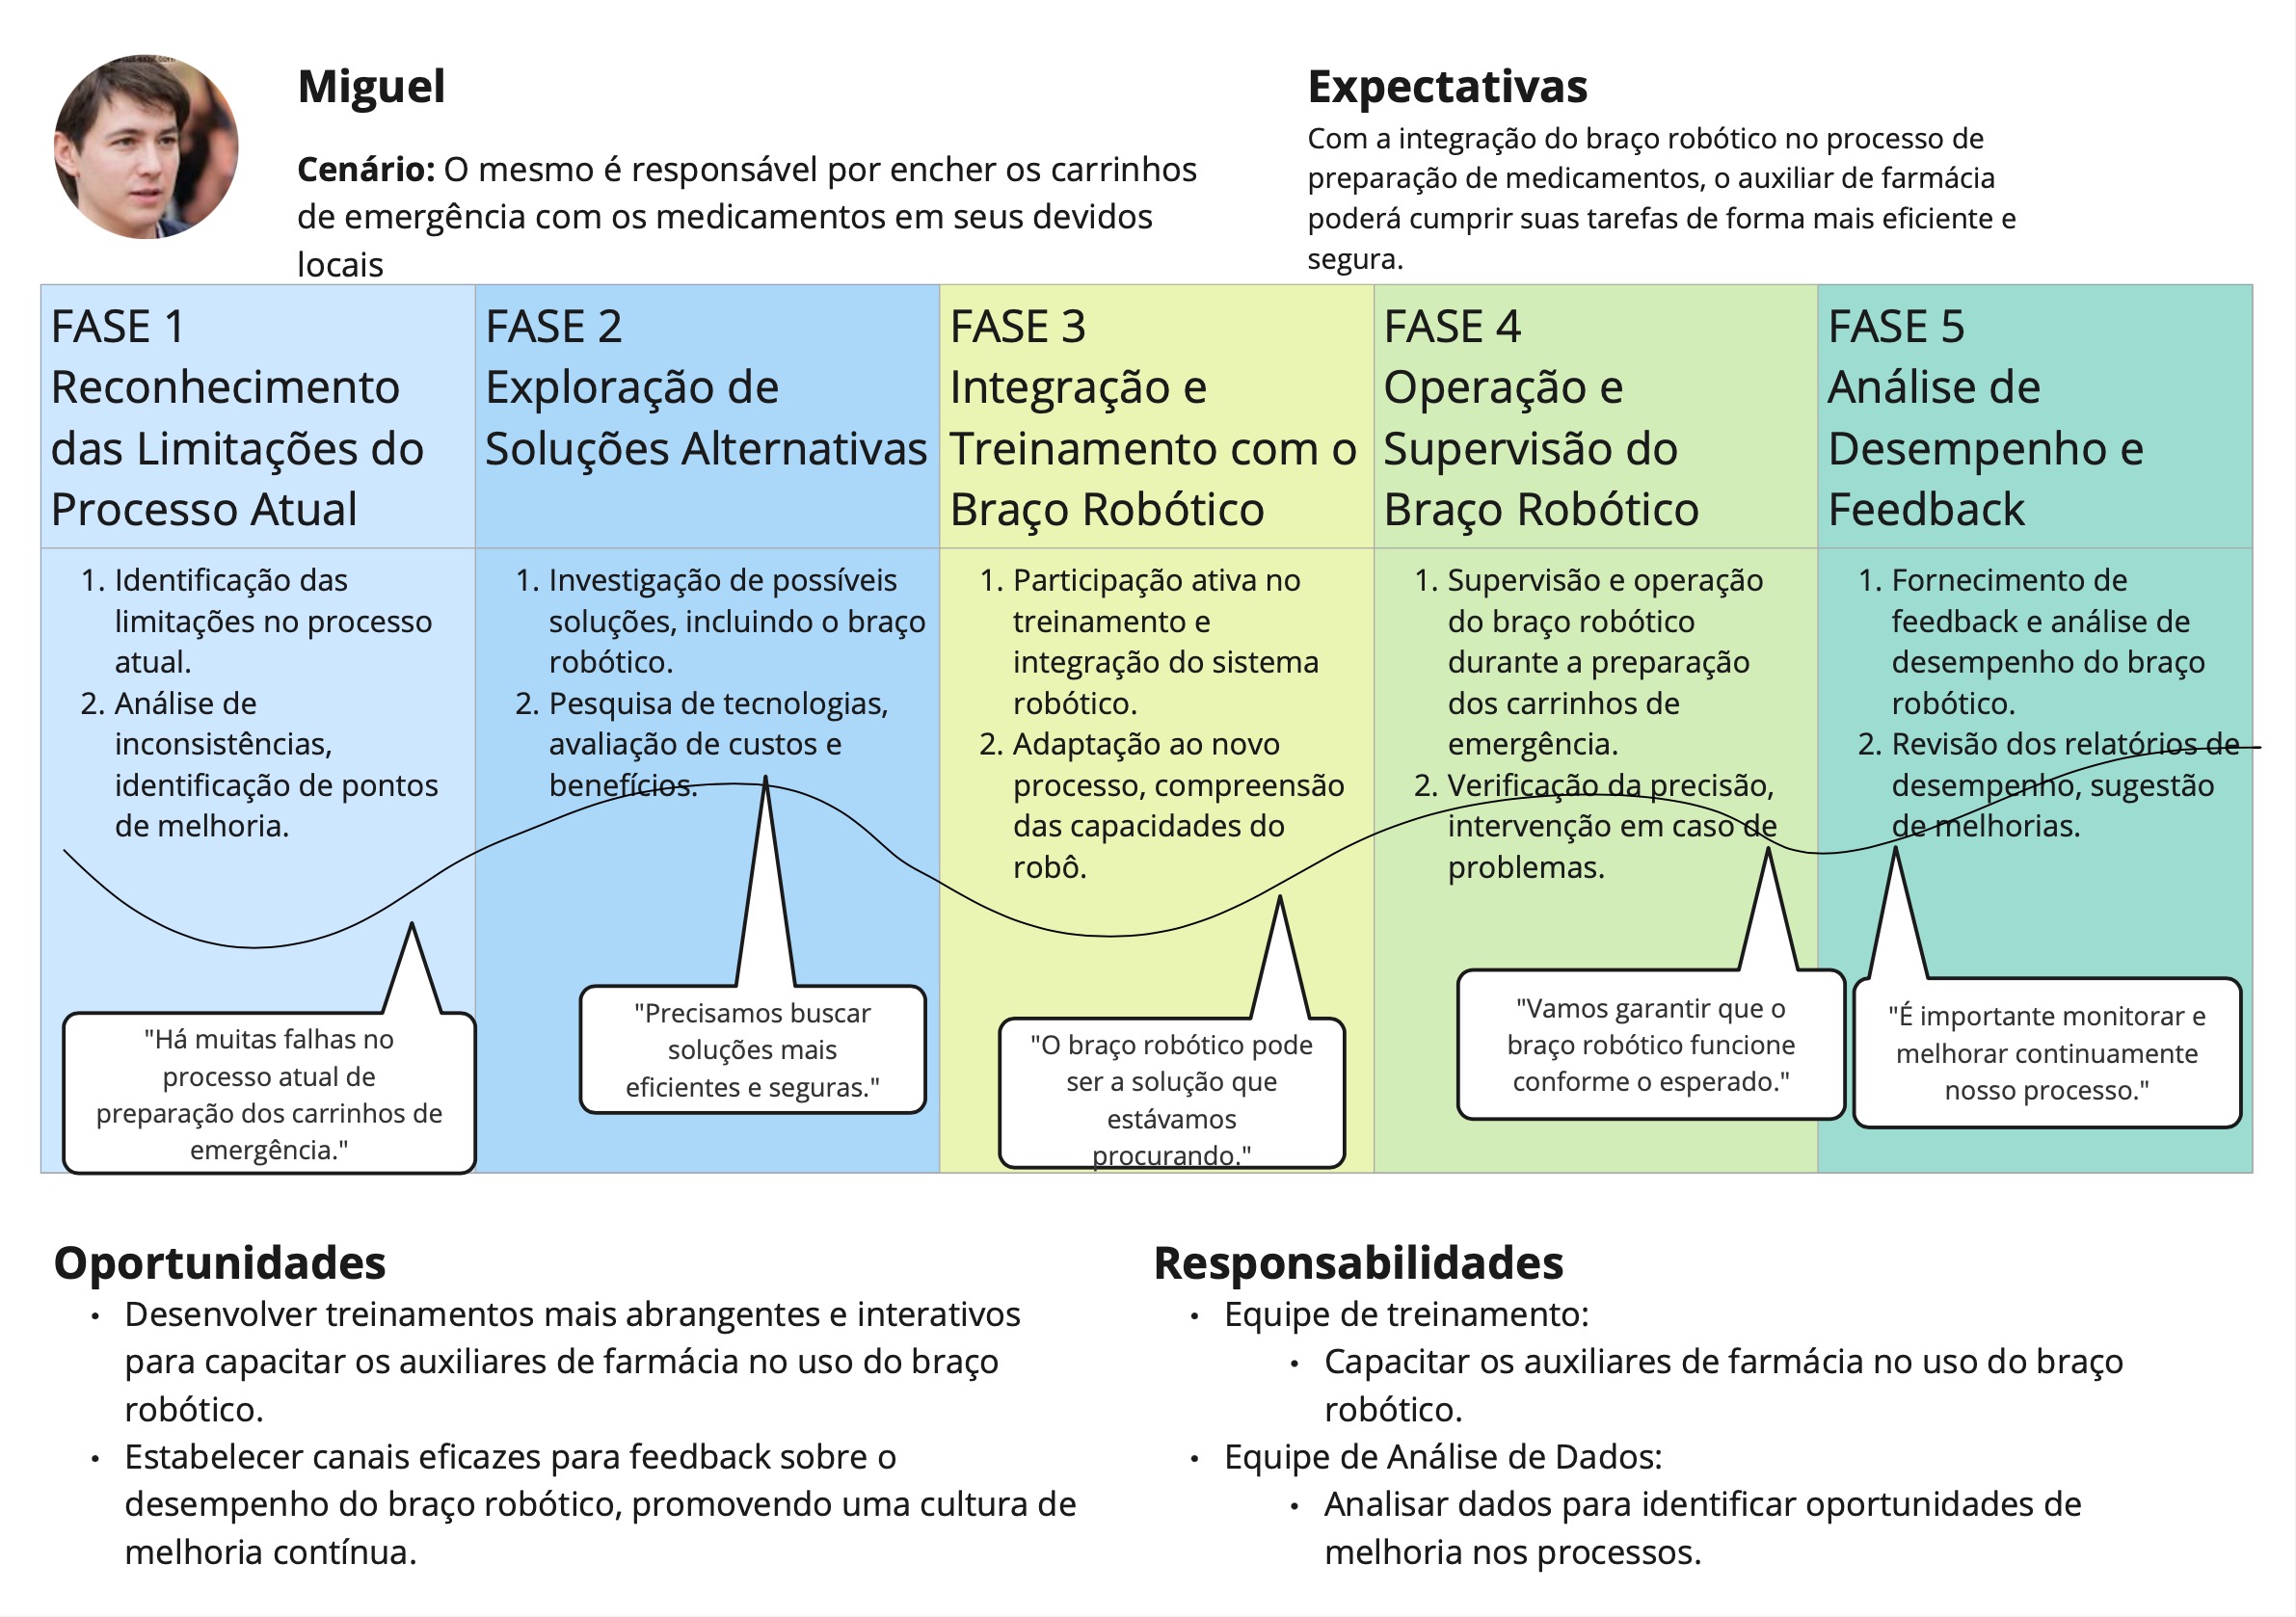 Miguel
Cenário: O mesmo é responsável por encher os carrinhos
de emergência com os medicamentos em seus devidos
locais
Expectativas
Com a integração do braço robótico no processo de
preparação de medicamentos, o auxiliar de farmácia
poderá cumprir suas tarefas de forma mais eficiente e
segura.
FASE 1
Reconhecimento
das Limitações do
Processo Atual
FASE 2
Exploração de
Soluções Alternativas
FASE 3
Integração e
Treinamento com o
Braço Robótico
FASE 4
Operação e
Supervisão do
Braço Robótico
FASE 5
Análise de
Desempenho e
Feedback
1. Identificação das
limitações no processo
atual.
2. Análise de
inconsistências,
identificação de pontos
de melhoria.
1. Investigação de possíveis
soluções, incluindo o braço
robótico.
2. Pesquisa de tecnologias,
avaliação de custos e
benefícios.
1. Participação ativa no
treinamento e
integração do sistema
robótico.
2. Adaptação ao novo
processo, compreensão
das capacidades do
robô.
1. Supervisão e operação
do braço robótico
durante a preparação
dos carrinhos de
emergência.
2. Verificação da precisão,
intervenção em caso de
problemas.
1. Fornecimento de
feedback e análise de
desempenho do braço
robótico.
2. Revisão dos relatórios de
desempenho, sugestão
de melhorias.
"Há muitas falhas no
processo atual de
preparação dos carrinhos de
emergência."
"Precisamos buscar
soluções mais
eficientes e seguras."
"O braço robótico pode
ser a solução que
estávamos
procurando."
"Vamos garantir que o
braço robótico funcione
conforme o esperado."
"É importante monitorar e
melhorar continuamente
nosso processo."
Oportunidades
• Desenvolver treinamentos mais abrangentes e interativos
para capacitar os auxiliares de farmácia no uso do braço
robótico.
• Estabelecer canais eficazes para feedback sobre o
desempenho do braço robótico, promovendo uma cultura de
melhoria contínua.
Responsabilidades
• Equipe de treinamento:
• Capacitar os auxiliares de farmácia no uso do braço
robótico.
• Equipe de Análise de Dados:
• Analisar dados para identificar oportunidades de
melhoria nos processos.